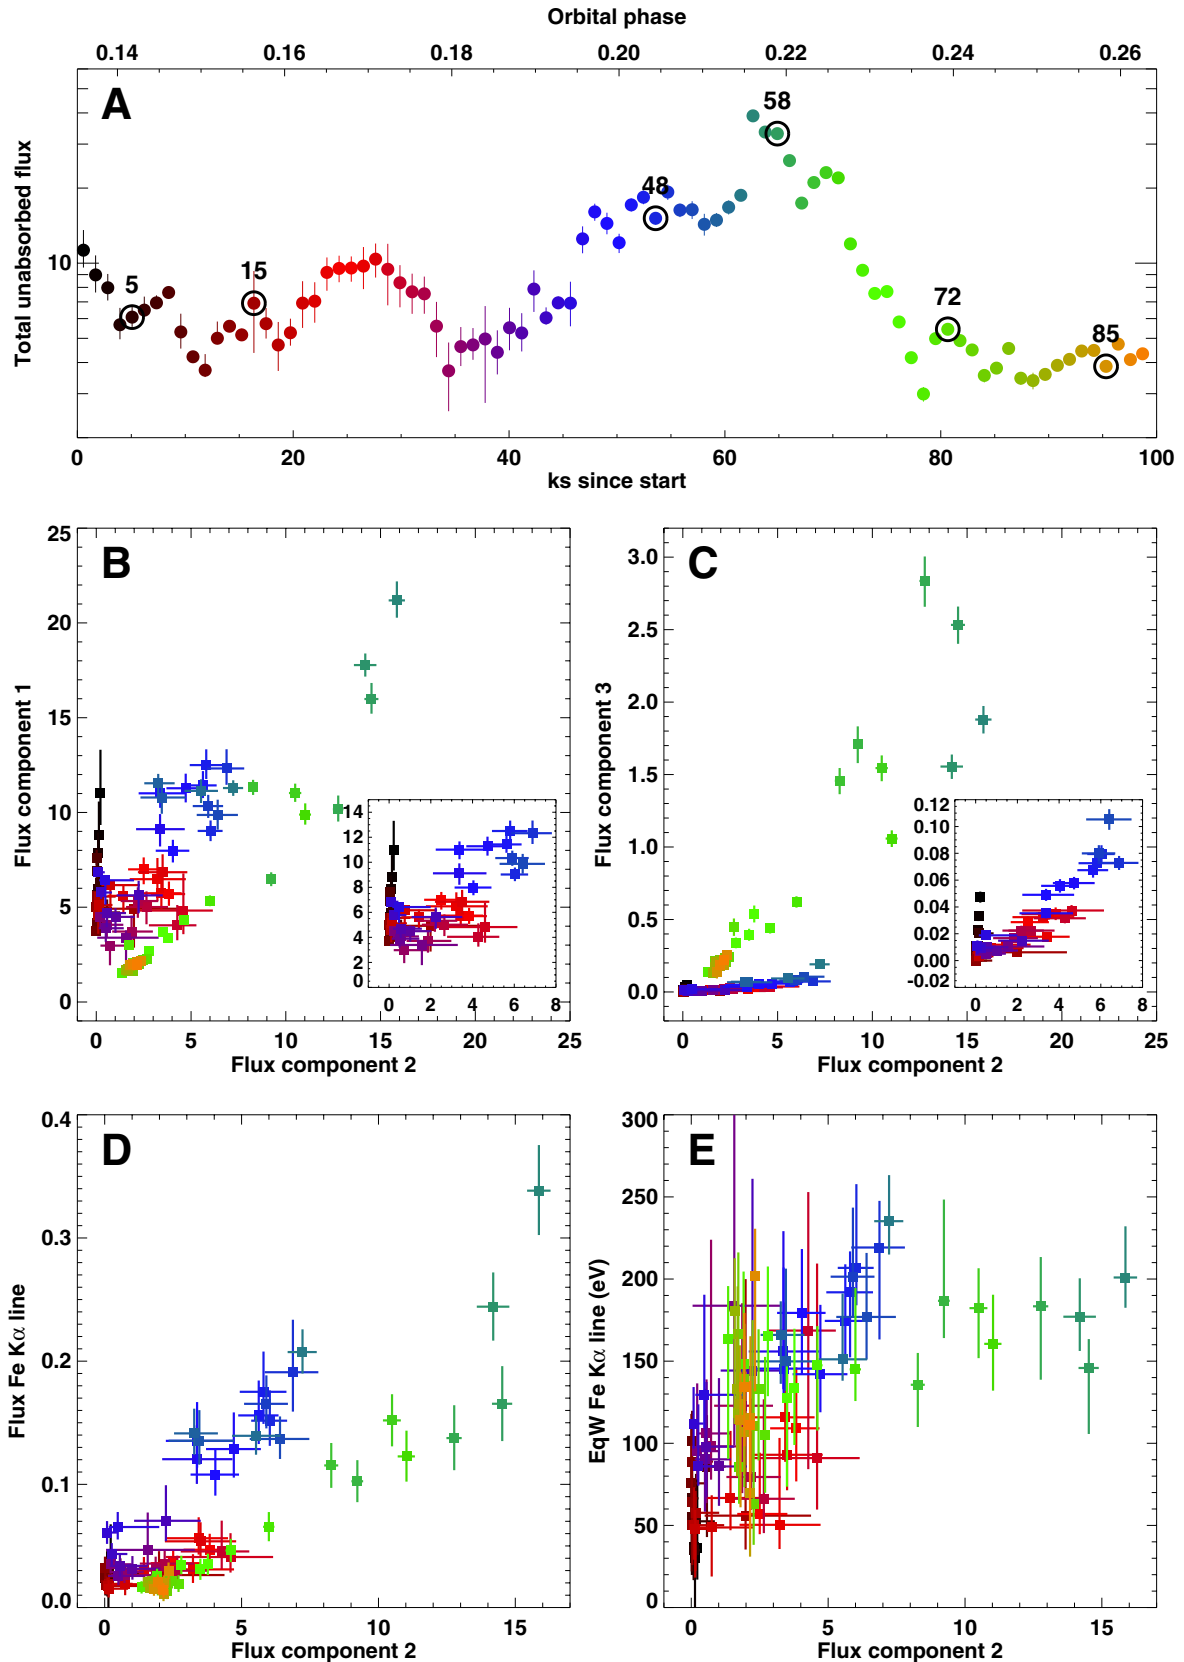 Orbital phase
0.14 0.16 0.18 0.20 0.22 0.24 0.26
A
Total unabsorbed flux
10
5 15 48 58 72 85
0 20 40 60 80 100
ks since start
B
Flux component 1
25
20
15
10
5
0
0 5 10 15 20 25
Flux component 2
14
12
10
8
6
4
2
0
0 2 4 6 8
C
Flux component 3
3.0
2.5
2.0
1.5
1.0
0.5
0.0
0 5 10 15 20 25
Flux component 2
0.12
0.10
0.08
0.06
0.04
0.02
0.00
-0.02
0 2 4 6 8
D
Flux Fe Kα line
0.4
0.3
0.2
0.1
0.0
0 5 10 15
Flux component 2
E
EqW Fe Kα line (eV)
300
250
200
150
100
50
0
0 5 10 15
Flux component 2